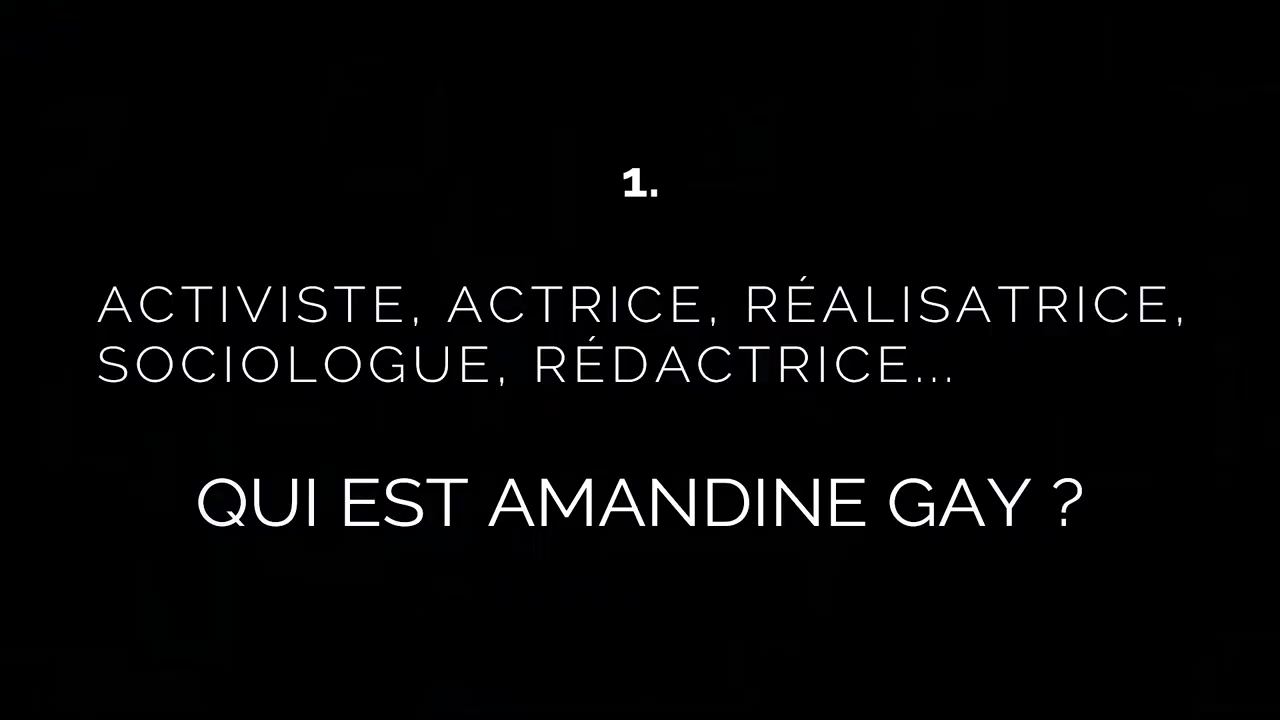 1.
ACTIVISTE, ACTRICE, RÉALISATRICE,
SOCIOLOGUE, RÉDACTRICE...
QUI EST AMANDINE GAY ?